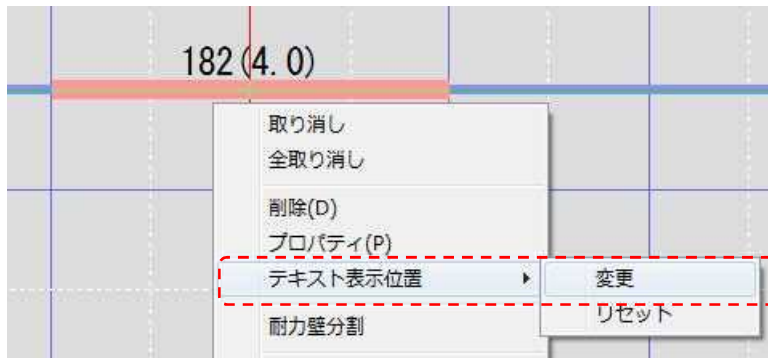 182(4.0)
取り消し
全取り消し
削除(D)
プロパティ(P)
テキスト表示位置
変更
リセット
耐力壁分割